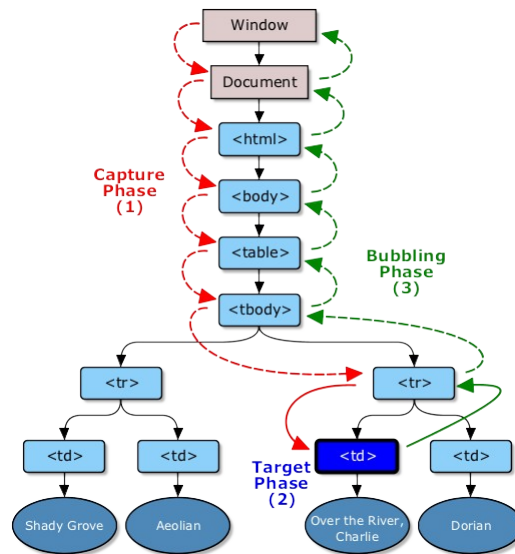 Window
Document
<html>
Capture
Phase
(1)
<body>
<table>
Bubbling
Phase
(3)
<tbody>
<tr>
<tr>
<td>
<td>
Target
Phase
(2)
<td>
<td>
Shady Grove
Aeolian
Over the River,
Charlie
Dorian